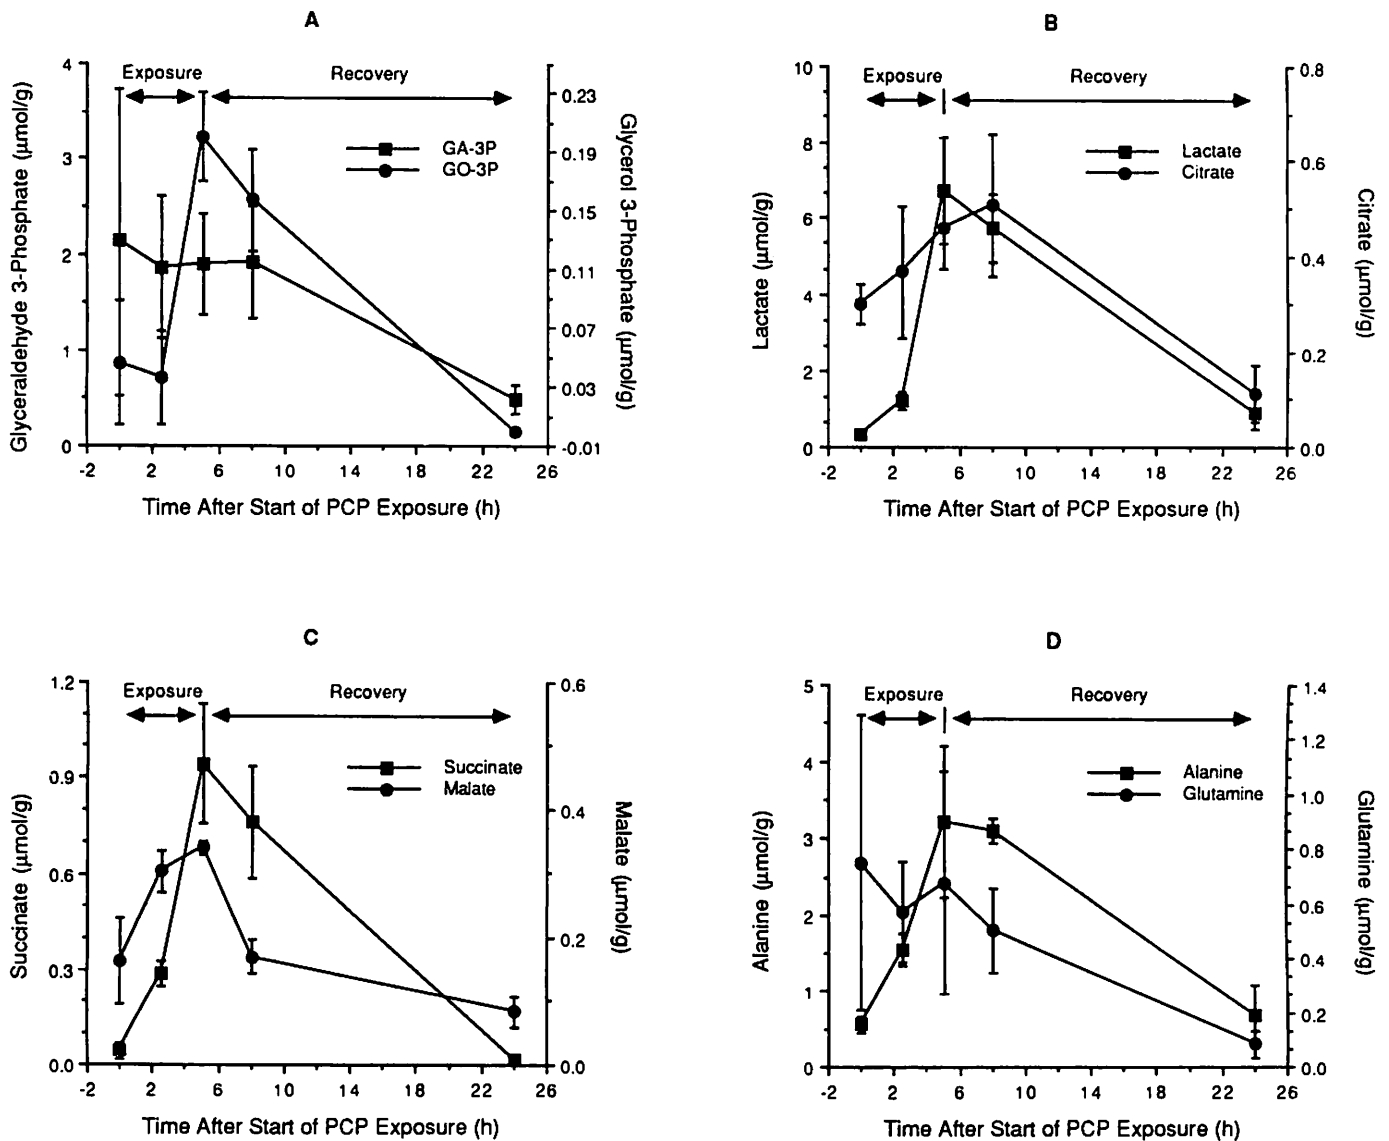 A
Exposure
Recovery
GA-3P
GO-3P
Glyceraldehyde 3-Phosphate (μmol/g)
4
3
2
1
0
Glycerol 3-Phosphate (μmol/g)
0.23
0.19
0.15
0.11
0.07
0.03
-0.01
-2 2 6 10 14 18 22 26
Time After Start of PCP Exposure (h)
B
Exposure
Recovery
Lactate
Citrate
Lactate (μmol/g)
10
8
6
4
2
0
Citrate (μmol/g)
0.8
0.6
0.4
0.2
0.0
-2 2 6 10 14 18 22 26
Time After Start of PCP Exposure (h)
C
Exposure
Recovery
Succinate
Malate
Succinate (μmol/g)
1.2
0.9
0.6
0.3
0.0
Malate (μmol/g)
0.6
0.4
0.2
0.0
-2 2 6 10 14 18 22 26
Time After Start of PCP Exposure (h)
D
Exposure
Recovery
Alanine
Glutamine
Alanine (μmol/g)
5
4
3
2
1
0
Glutamine (μmol/g)
1.4
1.2
1.0
0.8
0.6
0.4
0.2
0.0
-2 2 6 10 14 18 22 26
Time After Start of PCP Exposure (h)